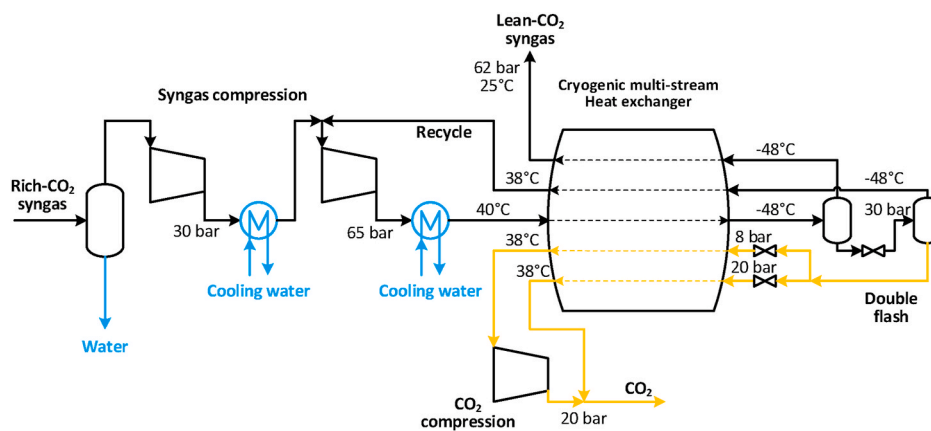 Lean-CO₂
syngas
62 bar
25°C
Cryogenic multi-stream
Heat exchanger
Syngas compression
Recycle
-48°C
38°C
-48°C
Rich-CO₂
syngas
40°C
-48°C
30 bar
30 bar
65 bar
38°C
8 bar
38°C
20 bar
Cooling water
Cooling water
Double
flash
Water
CO₂
compression
20 bar
CO₂